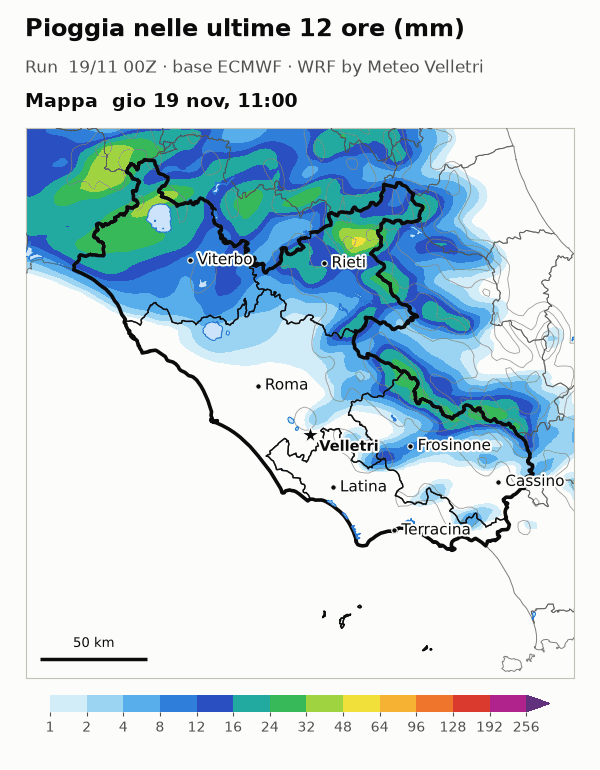 Pioggia nelle ultime 12 ore (mm)
Run 19/11 00Z · base ECMWF · WRF by Meteo Velletri
Mappa gio 19 nov, 11:00
Viterbo
Rieti
Roma
Velletri
Frosinone
Latina
Cassino
Terracina
50 km
1 2 4 8 12 16 24 32 48 64 96 128 192 256